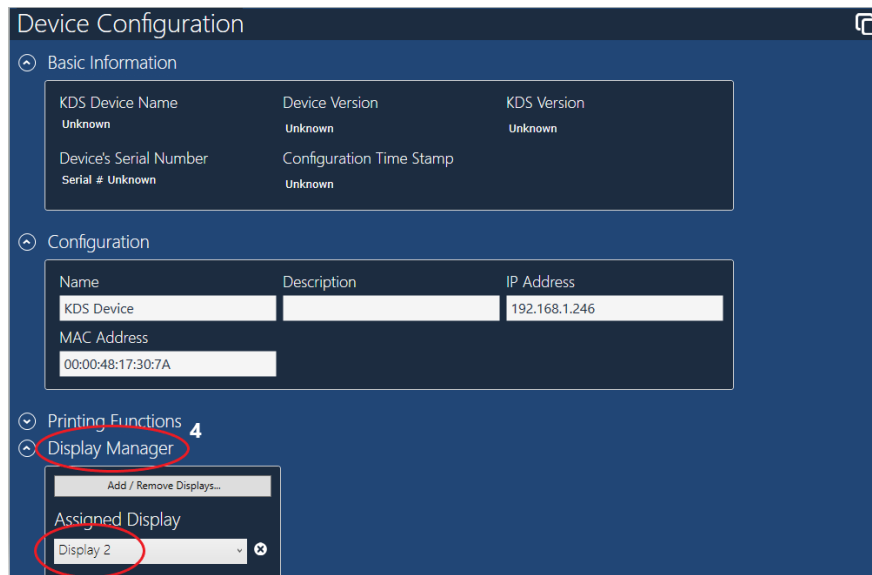 Device Configuration
Basic Information
KDS Device Name Device Version KDS Version
Unknown Unknown Unknown
Device's Serial Number Configuration Time Stamp
Serial # Unknown Unknown
Configuration
Name Description IP Address
KDS Device 192.168.1.246
MAC Address
00:00:48:17:30:7A
Printing Functions
4
Display Manager
Add / Remove Displays...
Assigned Display
Display 2